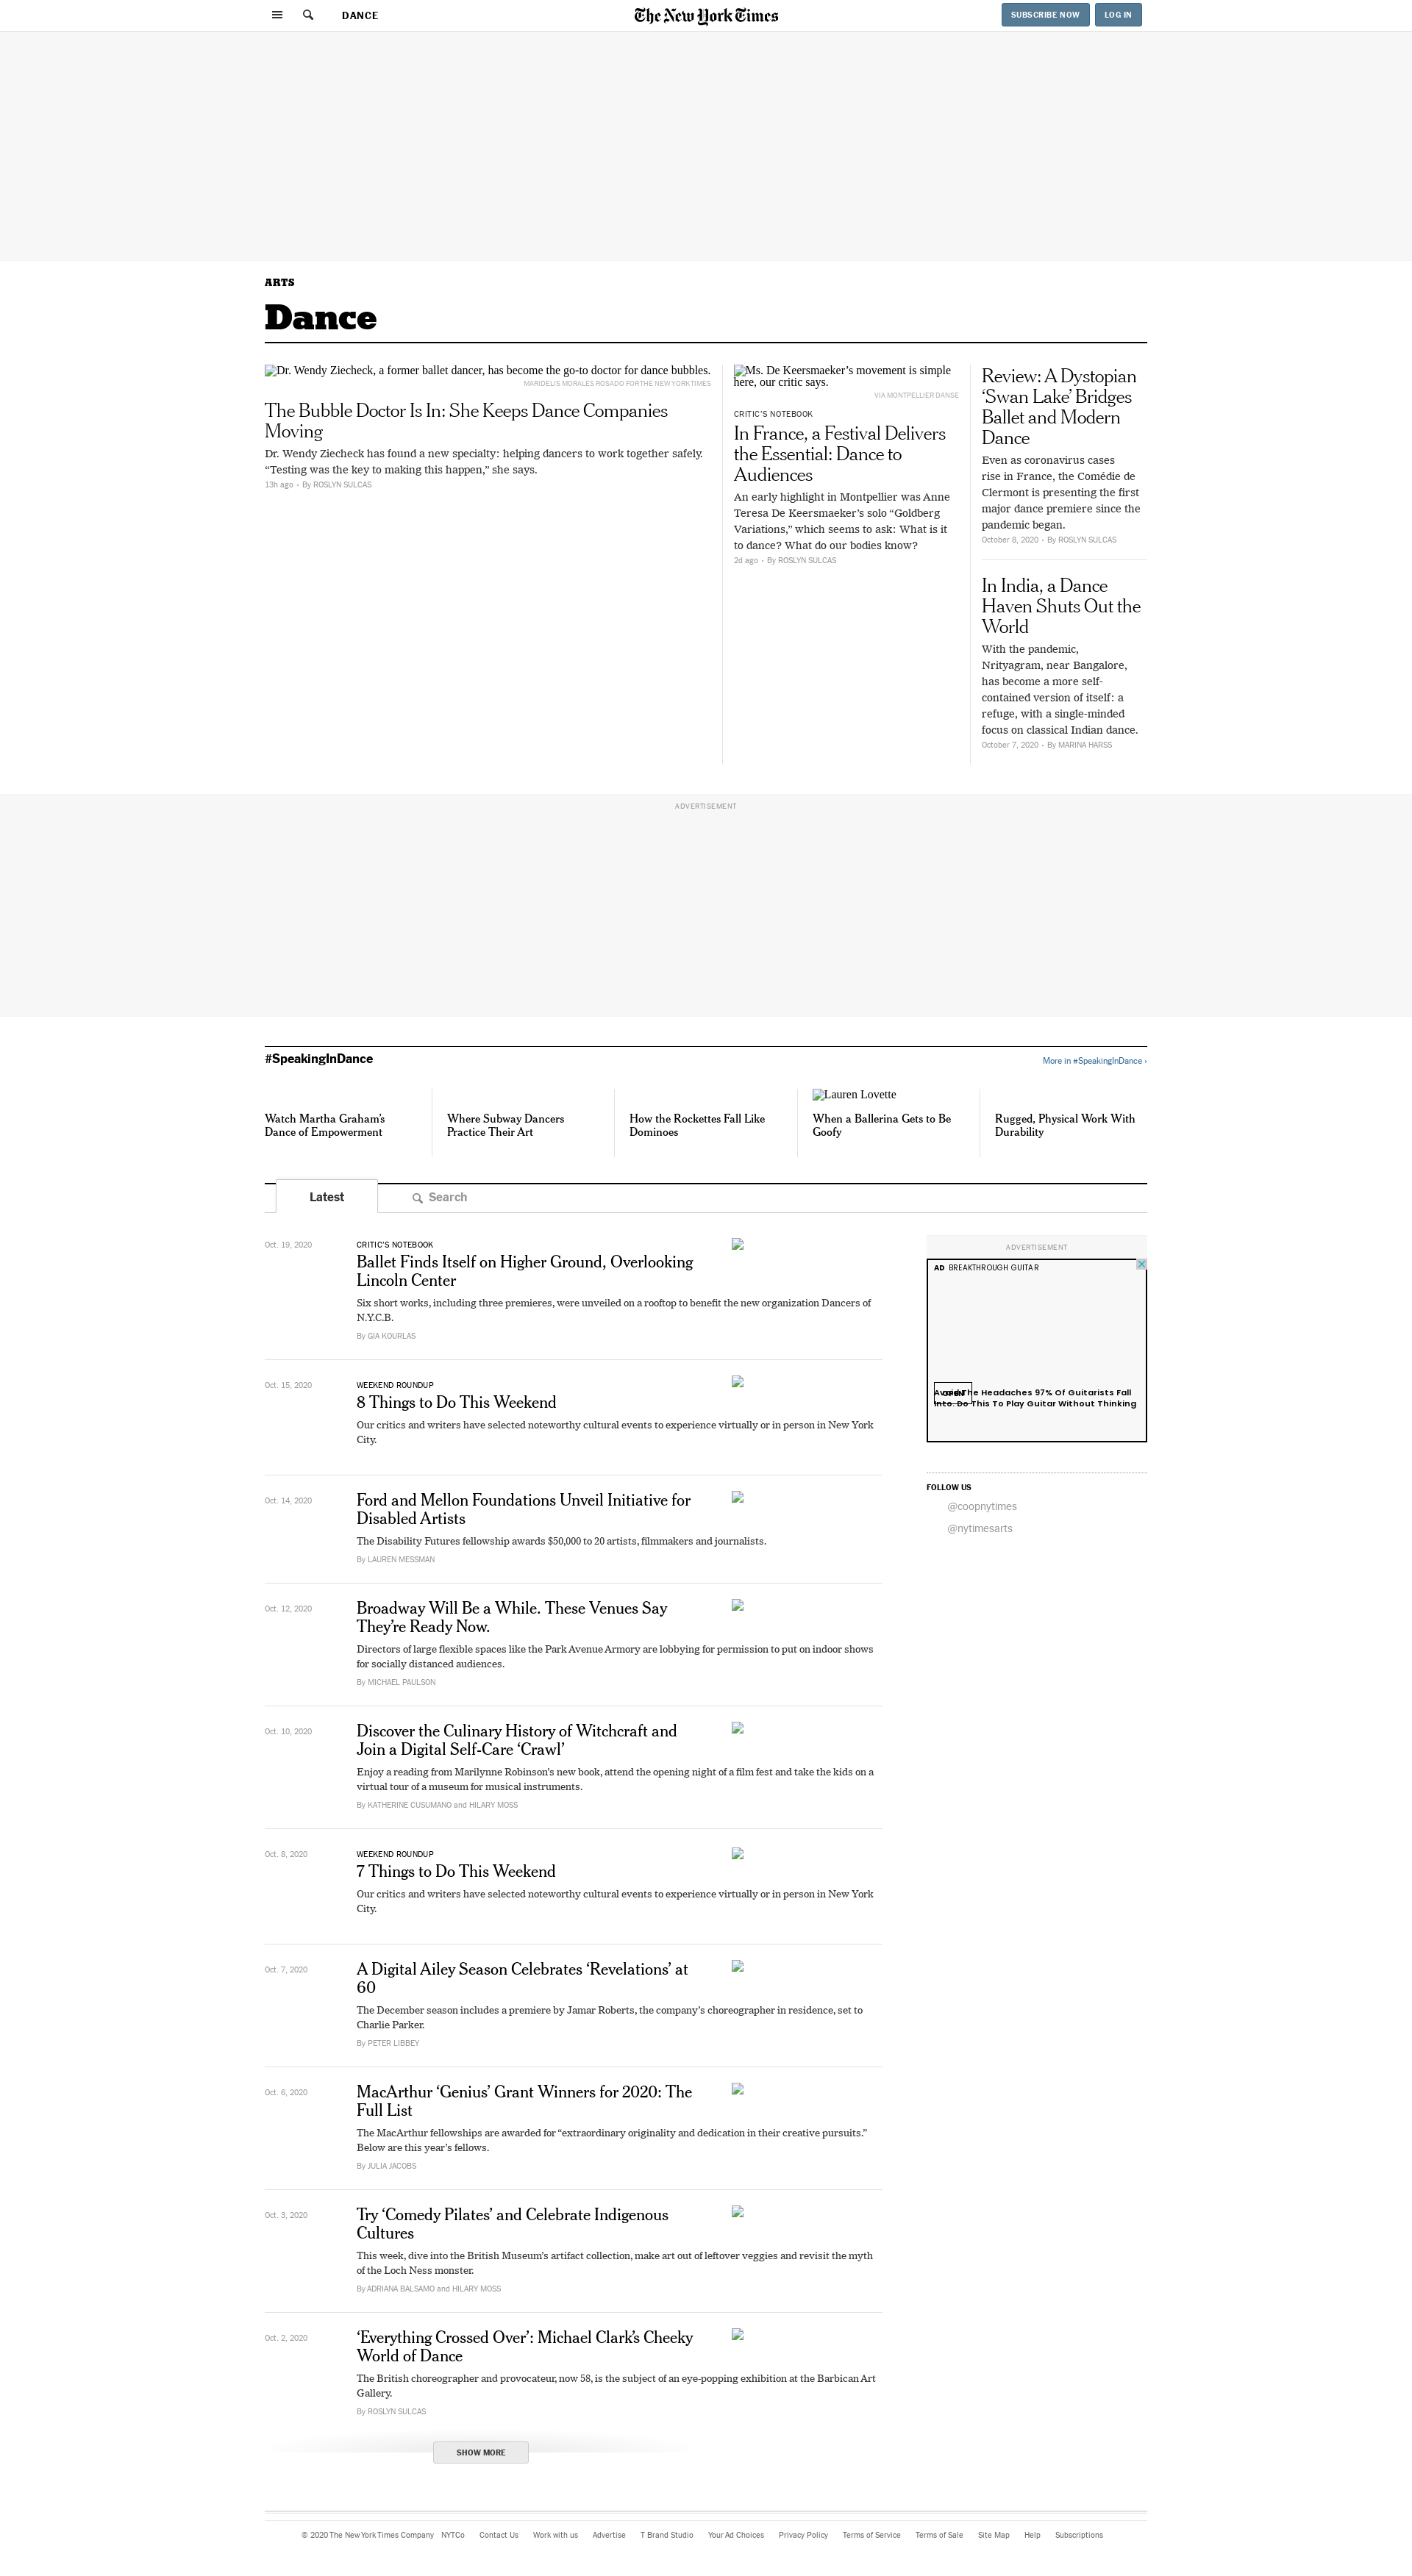 DANCE
The New York Times
SUBSCRIBE NOW
LOG IN
ARTS
Dance
Dr. Wendy Ziecheck, a former ballet dancer, has become the go-to doctor for dance bubbles.
MARIDELIS MORALES ROSADO FOR THE NEW YORK TIMES
The Bubble Doctor Is In: She Keeps Dance Companies
Moving
Dr. Wendy Ziecheck has found a new specialty: helping dancers to work together safely.
“Testing was the key to making this happen,” she says.
13h ago • By ROSLYN SULCAS
Ms. De Keersmaeker’s movement is simple
here, our critic says.
VIA MONTPELLIER DANSE
CRITIC’S NOTEBOOK
In France, a Festival Delivers
the Essential: Dance to
Audiences
An early highlight in Montpellier was Anne
Teresa De Keersmaeker’s solo “Goldberg
Variations,” which seems to ask: What is it
to dance? What do our bodies know?
2d ago • By ROSLYN SULCAS
Review: A Dystopian
‘Swan Lake’ Bridges
Ballet and Modern
Dance
Even as coronavirus cases
rise in France, the Comédie de
Clermont is presenting the first
major dance premiere since the
pandemic began.
October 8, 2020 • By ROSLYN SULCAS
In India, a Dance
Haven Shuts Out the
World
With the pandemic,
Nrityagram, near Bangalore,
has become a more self-
contained version of itself: a
refuge, with a single-minded
focus on classical Indian dance.
October 7, 2020 • By MARINA HARSS
ADVERTISEMENT
#SpeakingInDance
More in #SpeakingInDance ›
Watch Martha Graham’s
Dance of Empowerment
Where Subway Dancers
Practice Their Art
How the Rockettes Fall Like
Dominoes
Lauren Lovette
When a Ballerina Gets to Be
Goofy
Rugged, Physical Work With
Durability
Latest
Search
Oct. 19, 2020
CRITIC’S NOTEBOOK
Ballet Finds Itself on Higher Ground, Overlooking
Lincoln Center
Six short works, including three premieres, were unveiled on a rooftop to benefit the new organization Dancers of
N.Y.C.B.
By GIA KOURLAS
Oct. 15, 2020
WEEKEND ROUNDUP
8 Things to Do This Weekend
Our critics and writers have selected noteworthy cultural events to experience virtually or in person in New York
City.
Oct. 14, 2020
Ford and Mellon Foundations Unveil Initiative for
Disabled Artists
The Disability Futures fellowship awards $50,000 to 20 artists, filmmakers and journalists.
By LAUREN MESSMAN
Oct. 12, 2020
Broadway Will Be a While. These Venues Say
They’re Ready Now.
Directors of large flexible spaces like the Park Avenue Armory are lobbying for permission to put on indoor shows
for socially distanced audiences.
By MICHAEL PAULSON
Oct. 10, 2020
Discover the Culinary History of Witchcraft and
Join a Digital Self-Care ‘Crawl’
Enjoy a reading from Marilynne Robinson’s new book, attend the opening night of a film fest and take the kids on a
virtual tour of a museum for musical instruments.
By KATHERINE CUSUMANO and HILARY MOSS
Oct. 8, 2020
WEEKEND ROUNDUP
7 Things to Do This Weekend
Our critics and writers have selected noteworthy cultural events to experience virtually or in person in New York
City.
Oct. 7, 2020
A Digital Ailey Season Celebrates ‘Revelations’ at
60
The December season includes a premiere by Jamar Roberts, the company’s choreographer in residence, set to
Charlie Parker.
By PETER LIBBEY
Oct. 6, 2020
MacArthur ‘Genius’ Grant Winners for 2020: The
Full List
The MacArthur fellowships are awarded for “extraordinary originality and dedication in their creative pursuits.”
Below are this year’s fellows.
By JULIA JACOBS
Oct. 3, 2020
Try ‘Comedy Pilates’ and Celebrate Indigenous
Cultures
This week, dive into the British Museum’s artifact collection, make art out of leftover veggies and revisit the myth
of the Loch Ness monster.
By ADRIANA BALSAMO and HILARY MOSS
Oct. 2, 2020
‘Everything Crossed Over’: Michael Clark’s Cheeky
World of Dance
The British choreographer and provocateur, now 58, is the subject of an eye-popping exhibition at the Barbican Art
Gallery.
By ROSLYN SULCAS
SHOW MORE
ADVERTISEMENT
AD BREAKTHROUGH GUITAR
OPEN
Avoid The Headaches 97% Of Guitarists Fall
Into. Do This To Play Guitar Without Thinking
FOLLOW US
@coopnytimes
@nytimesarts
© 2020 The New York Times Company NYTCo Contact Us Work with us Advertise T Brand Studio Your Ad Choices Privacy Policy Terms of Service Terms of Sale Site Map Help Subscriptions